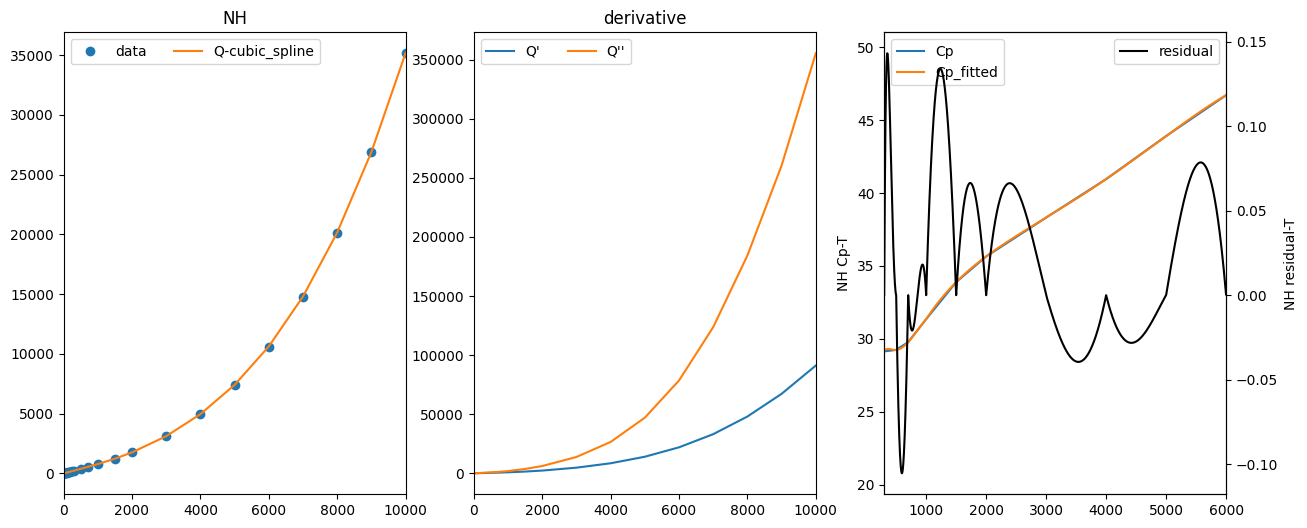 NH
data
Q-cubic_spline
35000
30000
25000
20000
15000
10000
5000
0
0 2000 4000 6000 8000 10000
derivative
Q'
Q''
350000
300000
250000
200000
150000
100000
50000
0
0 2000 4000 6000 8000 10000
Cp
Cp_fitted
residual
NH Cp-T
50
45
40
35
30
25
20
1000 2000 3000 4000 5000 6000
0.15
0.10
0.05
0.00
−0.05
−0.10
NH residual-T